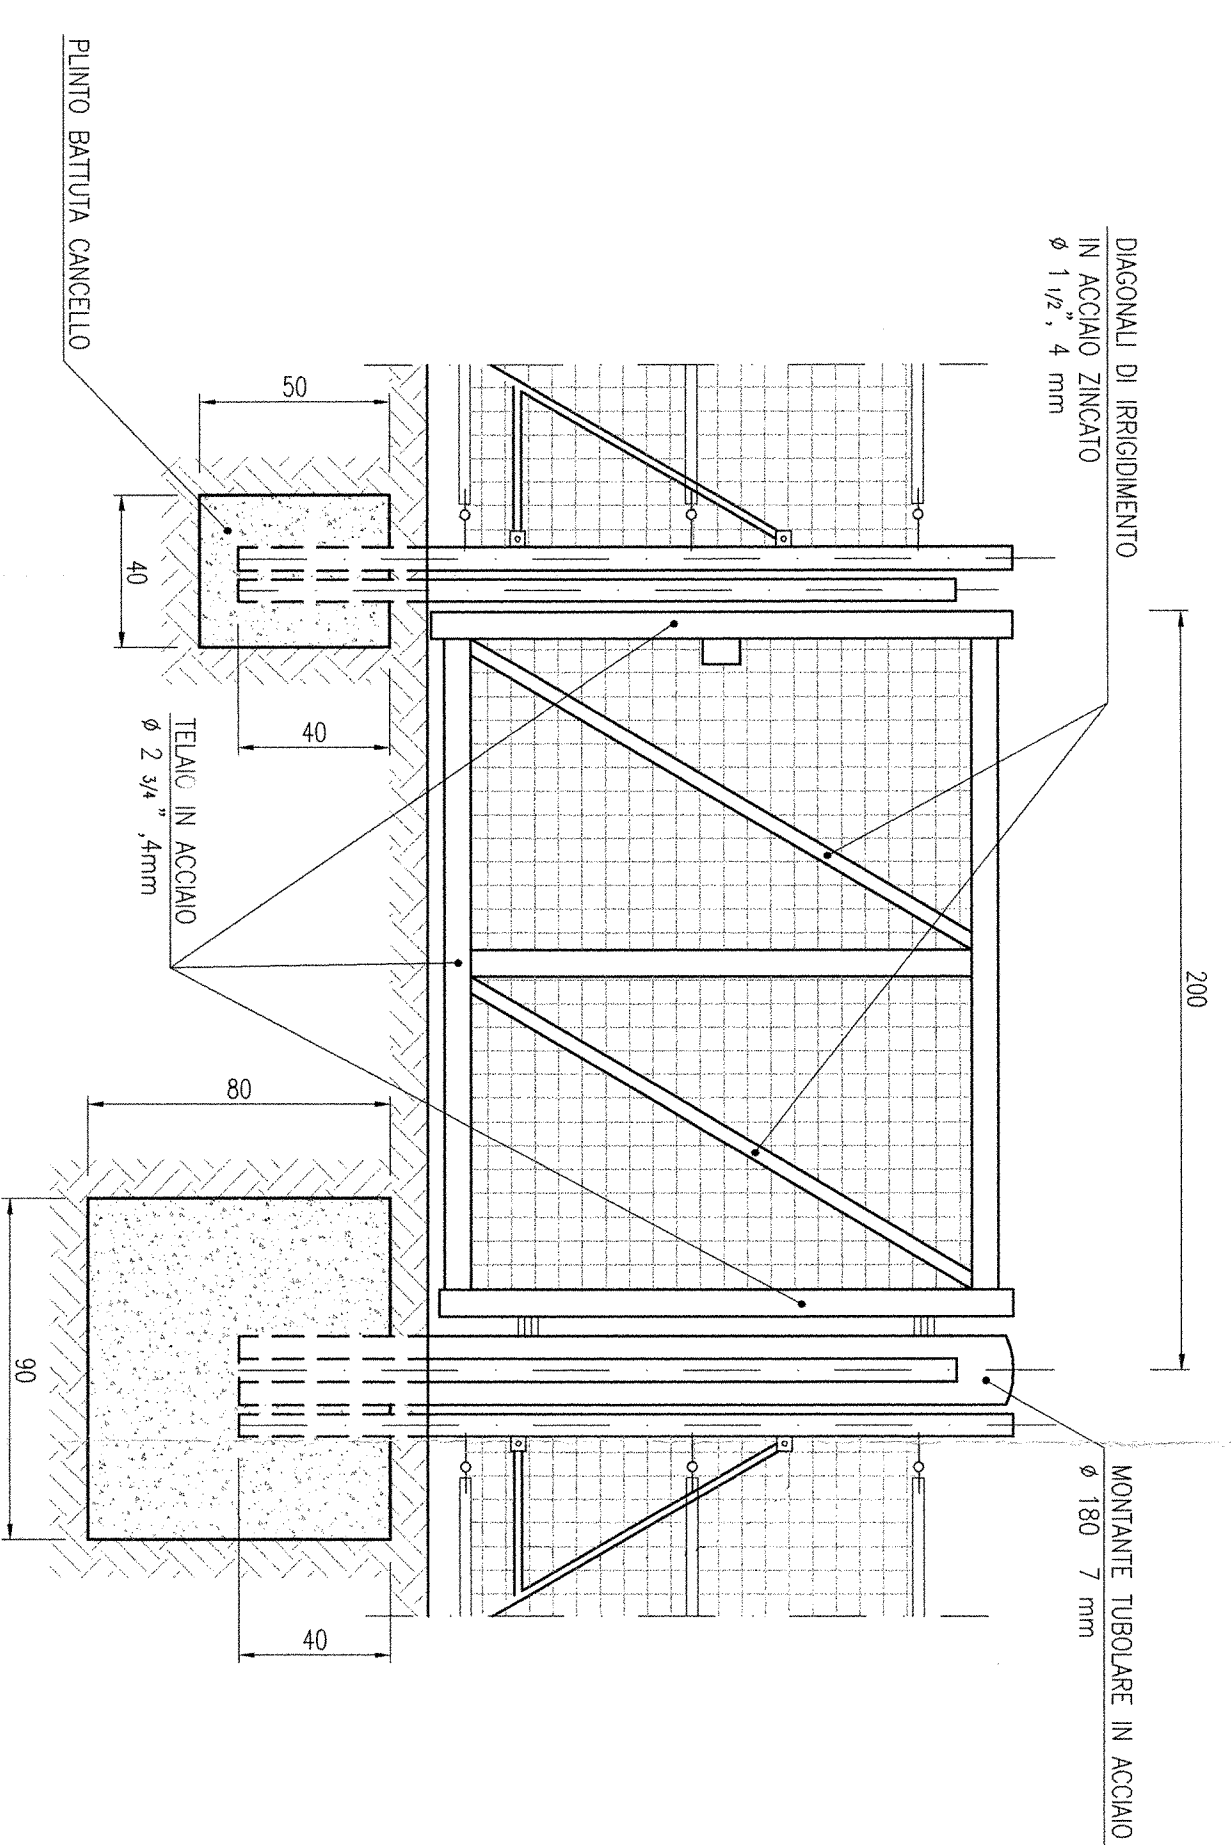 DIAGONALI DI IRRIGIDIMENTO
IN ACCIAIO ZINCATO
ø 1 1/2", 4 mm
200
MONTANTE TUBOLARE IN ACCIAIO
ø 180 7 mm
PLINTO BATTUTA CANCELLO
50
40
40
TELAIO IN ACCIAIO
ø 2 3/4" ,4mm
80
90
40